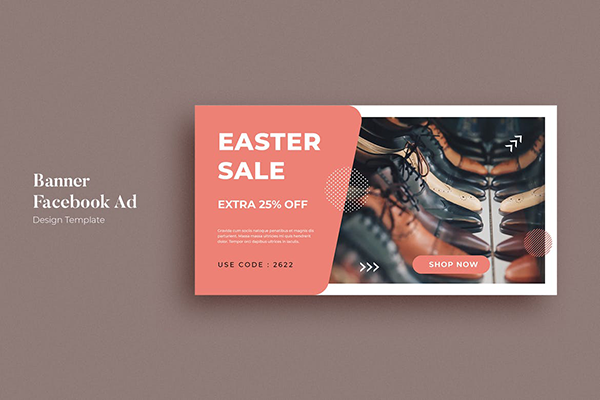 Banner
Facebook Ad
Design Template
EASTER
SALE
EXTRA 25% OFF
USE CODE : 2622
SHOP NOW